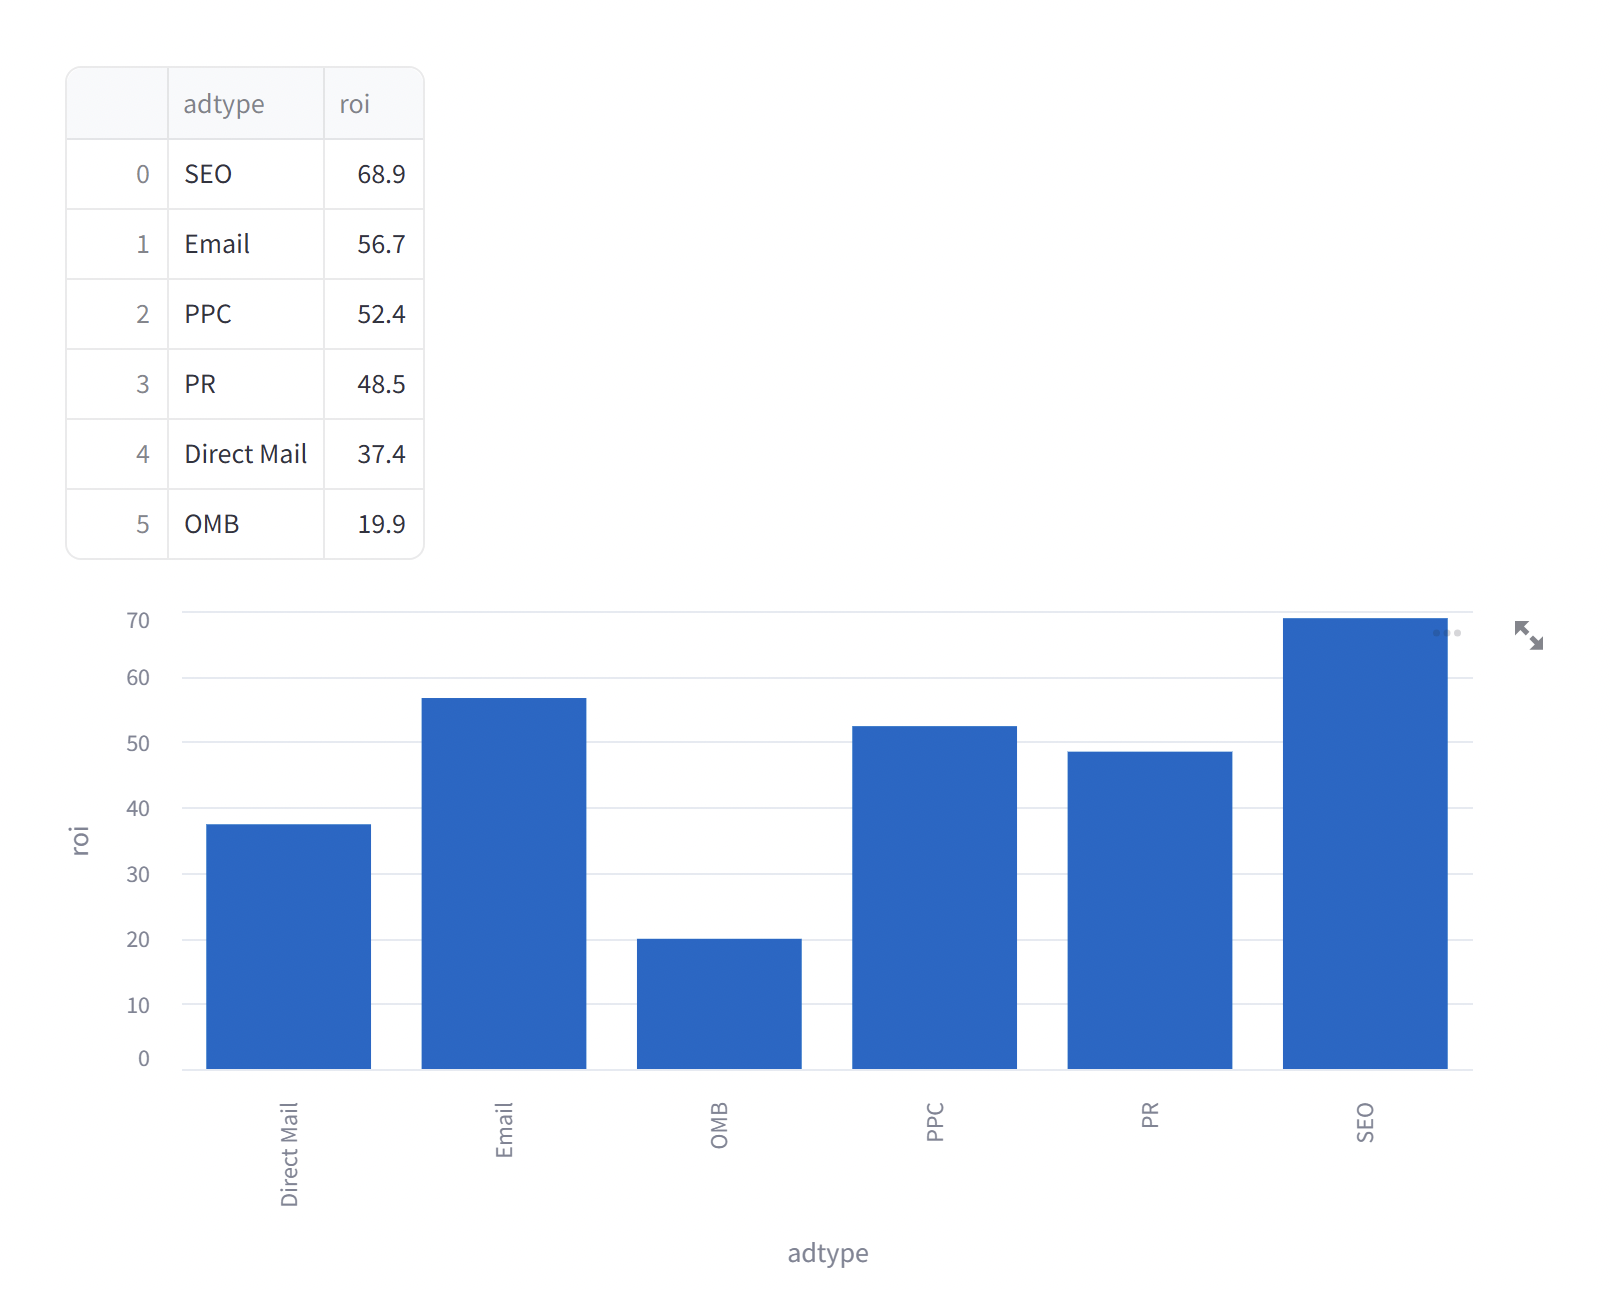 adtype roi
0 SEO 68.9
1 Email 56.7
2 PPC 52.4
3 PR 48.5
4 Direct Mail 37.4
5 OMB 19.9
70
60
50
40
30
20
10
0
roi
Direct Mail
Email
OMB
PPC
PR
SEO
adtype